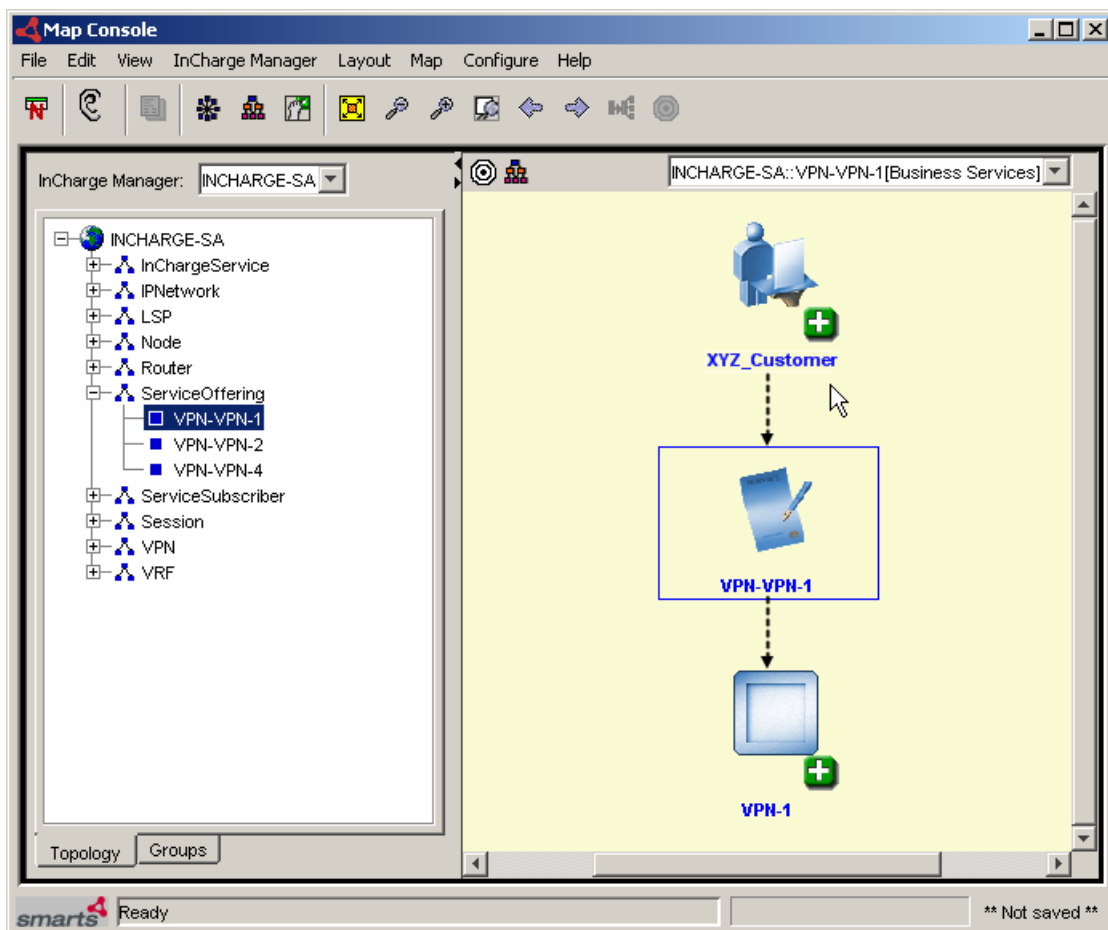 Map Console
File Edit View InCharge Manager Layout Map Configure Help
InCharge Manager: INCHARGE-SA
INCHARGE-SA::VPN-VPN-1[Business Services]
INCHARGE-SA
InChargeService
IPNetwork
LSP
Node
Router
ServiceOffering
VPN-VPN-1
VPN-VPN-2
VPN-VPN-4
ServiceSubscriber
Session
VPN
VRF
XYZ_Customer
VPN-VPN-1
VPN-1
Topology Groups
smarts Ready ** Not saved **